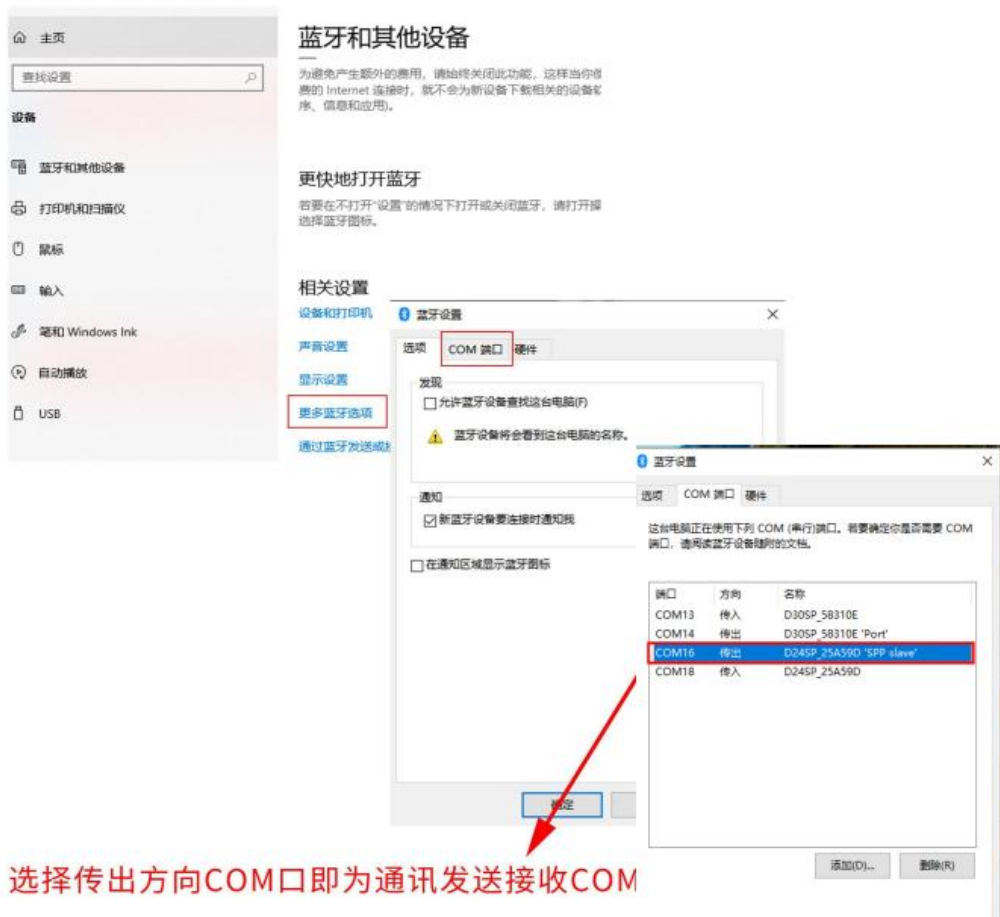 主页
查找设置
设备
蓝牙和其他设备
打印机和扫描仪
鼠标
输入
笔和 Windows Ink
自动播放
USB
蓝牙和其他设备
为避免产生额外的费用，请始终关闭此功能，这样当你
费的 Internet 连接时，就不会为新设备下载相关的设备
序、信息和应用)。
更快地打开蓝牙
若要在不打开"设置"的情况下打开或关闭蓝牙，请打开操
选择蓝牙图标。
相关设置
设备和打印机
声音设置
显示设置
更多蓝牙选项
通过蓝牙发送或
蓝牙设置
选项 COM 端口 硬件
发现
允许蓝牙设备查找这台电脑(F)
蓝牙设备将会看到这台电脑的名称。
通知
新蓝牙设备要连接时通知我
在通知区域显示蓝牙图标
确定
蓝牙设置
选项 COM 端口 硬件
这台电脑正在使用下列 COM (串行)端口。若要确定你是否需要 COM
端口，请阅读蓝牙设备随附的文档。
端口 方向 名称
COM13 传入 D30SP_58310E
COM14 传出 D30SP_58310E 'Port'
COM16 传出 D24SP_25A59D 'SPP slave'
COM18 传入 D24SP_25A59D
添加(D)... 删除(R)
选择传出方向COM口即为通讯发送接收COM